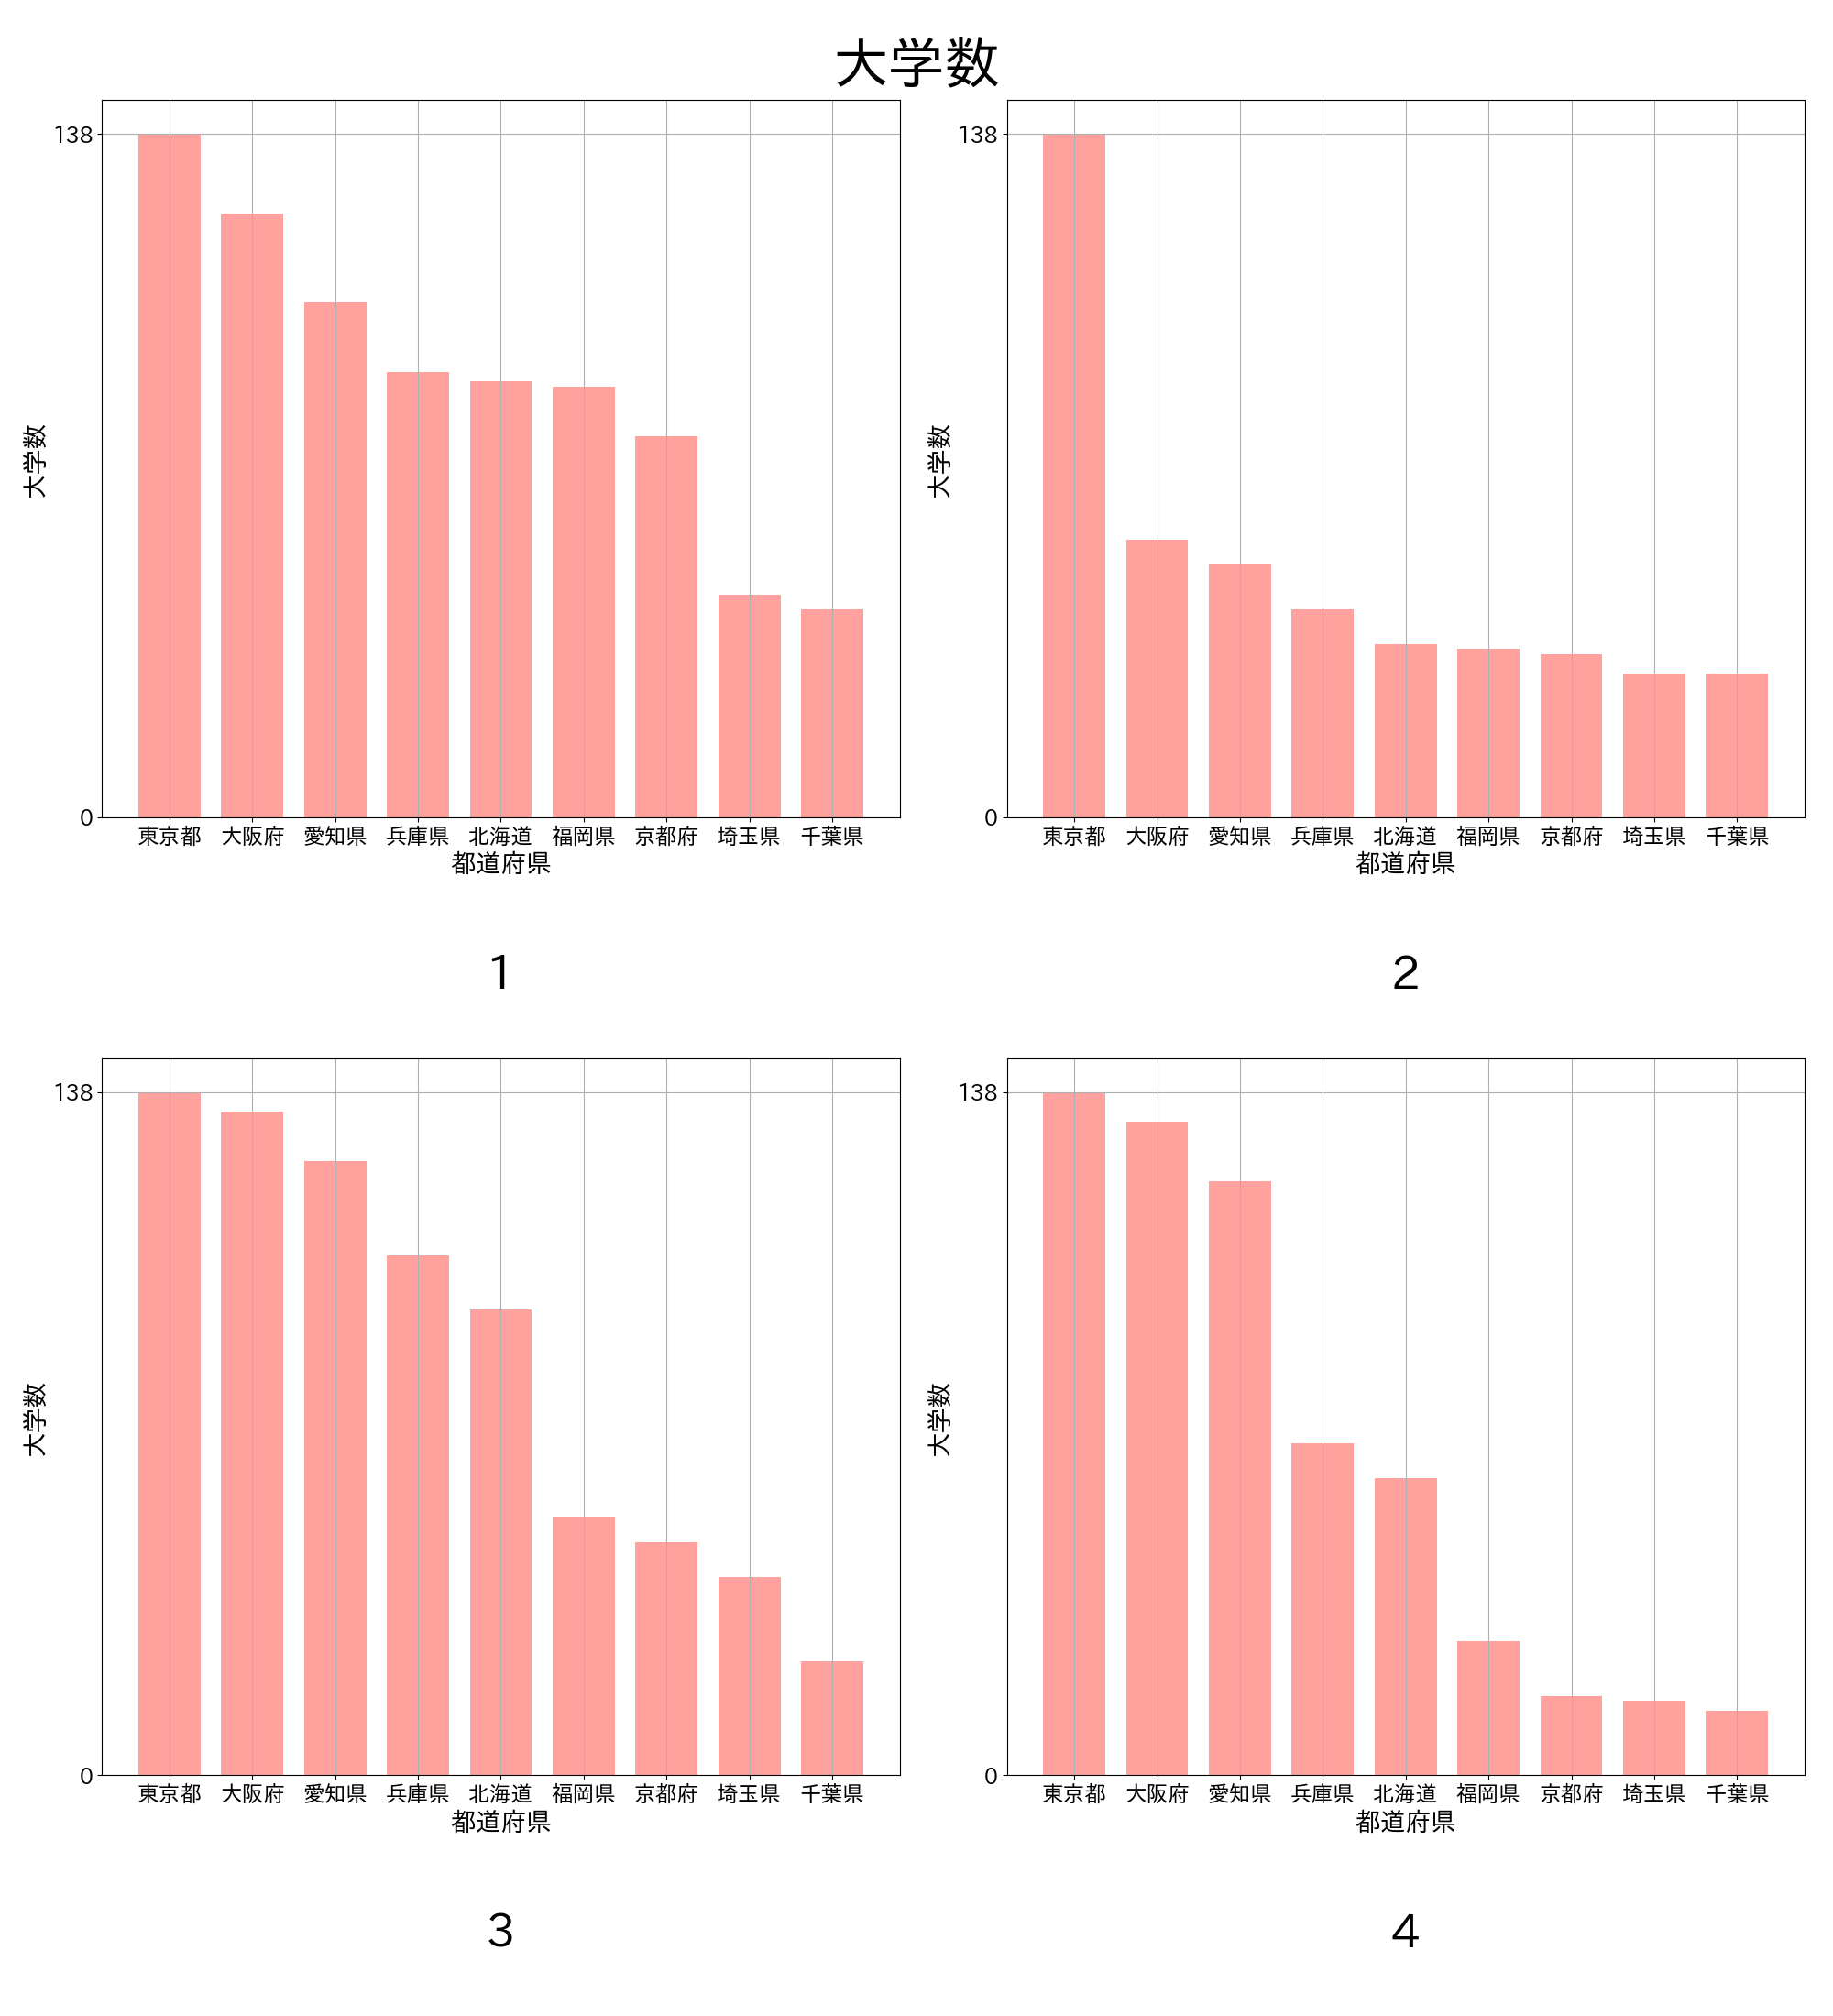 大学数
138
0
大学数
東京都 大阪府 愛知県 兵庫県 北海道 福岡県 京都府 埼玉県 千葉県
都道府県
1
138
0
大学数
東京都 大阪府 愛知県 兵庫県 北海道 福岡県 京都府 埼玉県 千葉県
都道府県
2
138
0
大学数
東京都 大阪府 愛知県 兵庫県 北海道 福岡県 京都府 埼玉県 千葉県
都道府県
3
138
0
大学数
東京都 大阪府 愛知県 兵庫県 北海道 福岡県 京都府 埼玉県 千葉県
都道府県
4